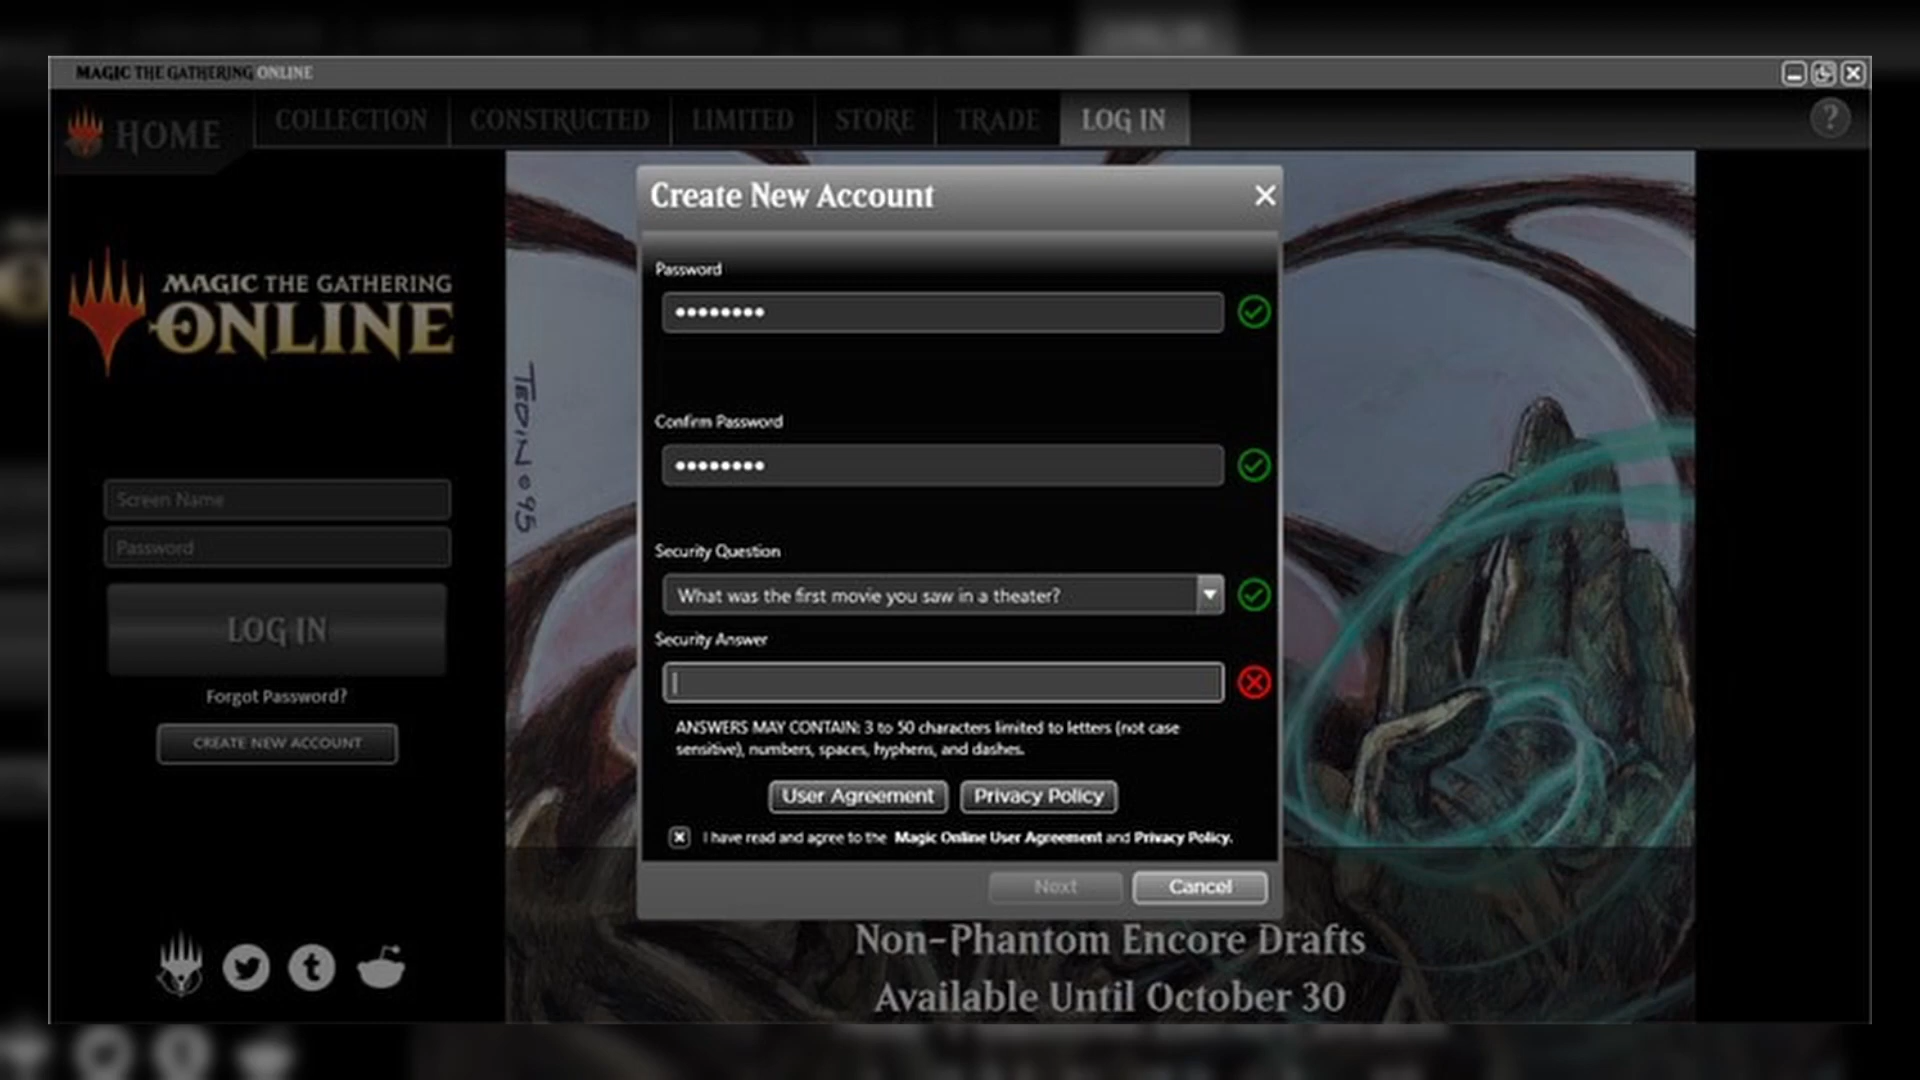 MAGIC THE GATHERING ONLINE
HOME
COLLECTION
CONSTRUCTED
LIMITED
STORE
TRADE
LOG IN
?
Create New Account
Password
Confirm Password
Security Question
What was the first movie you saw in a theater?
Security Answer
ANSWERS MAY CONTAIN: 3 to 50 characters limited to letters (not case
sensitive), numbers, spaces, hyphens, and dashes.
User Agreement
Privacy Policy
I have read and agree to the Magic Online User Agreement and Privacy Policy.
Next
Cancel
MAGIC THE GATHERING
ONLINE
Screen Name
Password
LOG IN
Forgot Password?
CREATE NEW ACCOUNT
TEDIN 95
Non-Phantom Encore Drafts
Available Until October 30